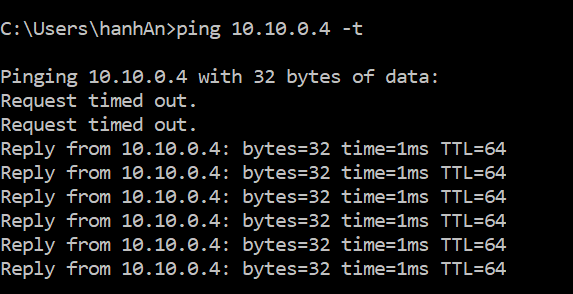 C:\Users\hanhAn>ping 10.10.0.4 -t
Pinging 10.10.0.4 with 32 bytes of data:
Request timed out.
Request timed out.
Reply from 10.10.0.4: bytes=32 time=1ms TTL=64
Reply from 10.10.0.4: bytes=32 time=1ms TTL=64
Reply from 10.10.0.4: bytes=32 time=1ms TTL=64
Reply from 10.10.0.4: bytes=32 time=1ms TTL=64
Reply from 10.10.0.4: bytes=32 time=1ms TTL=64
Reply from 10.10.0.4: bytes=32 time=1ms TTL=64